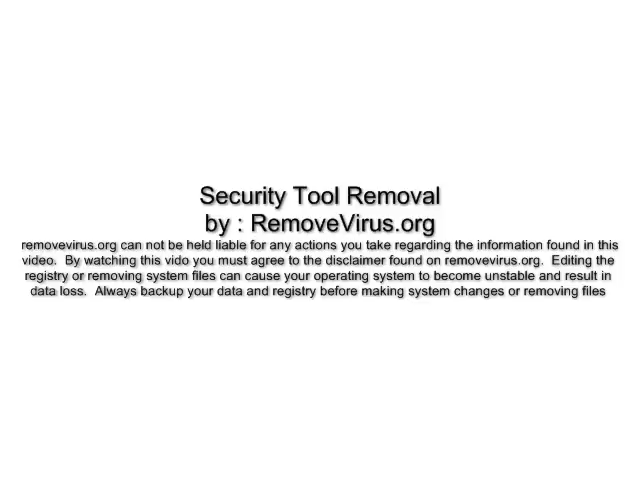 Security Tool Removal
by : RemoveVirus.org
removevirus.org can not be held liable for any actions you take regarding the information found in this
video.  By watching this vido you must agree to the disclaimer found on removevirus.org.  Editing the
registry or removing system files can cause your operating system to become unstable and result in
data loss.  Always backup your data and registry before making system changes or removing files